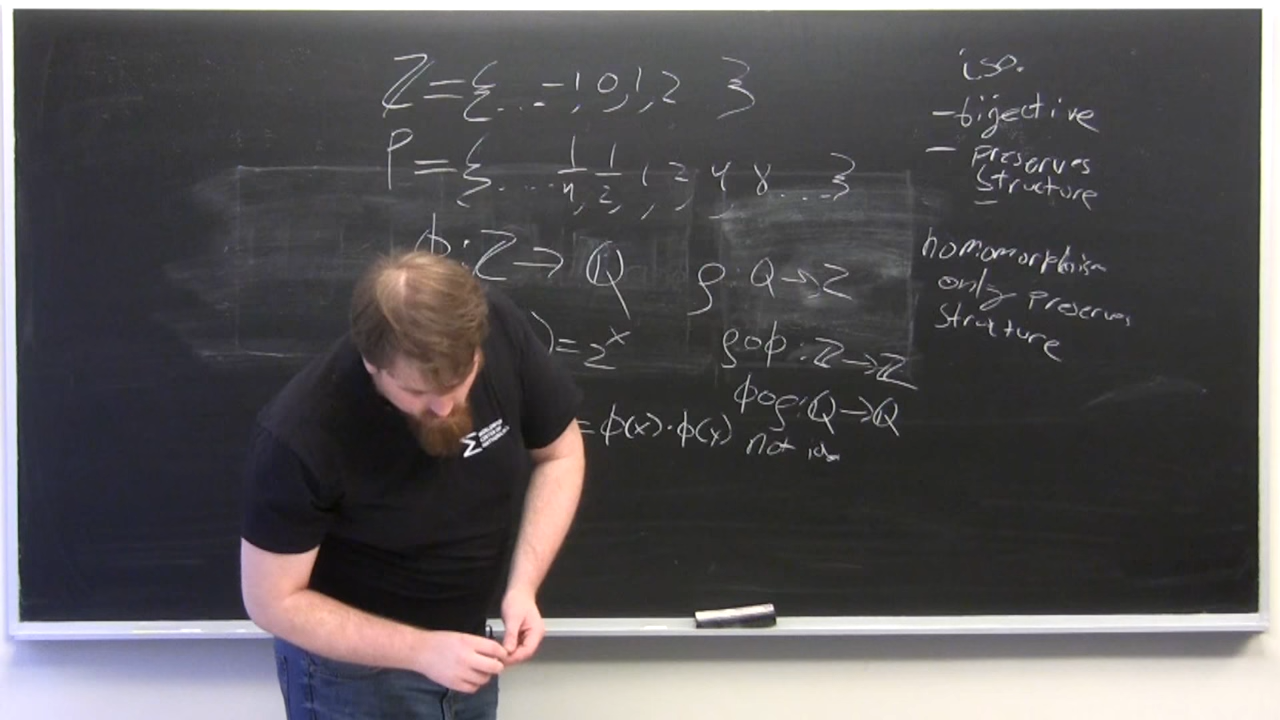 ℤ = {... -1, 0, 1, 2 }
P = {.... 1/4, 1/2, 1, 2, 4, 8 ...}
ϕ: ℤ → ℚ
ρ: ℚ → ℤ
) = 2^x
ρ∘ϕ: ℤ → ℤ
ϕ∘ρ: ℚ → ℚ
= ϕ(x)·ϕ(y)
not id
iso.
- bijective
- preserves
structure
homomorphism
only preserves
structure